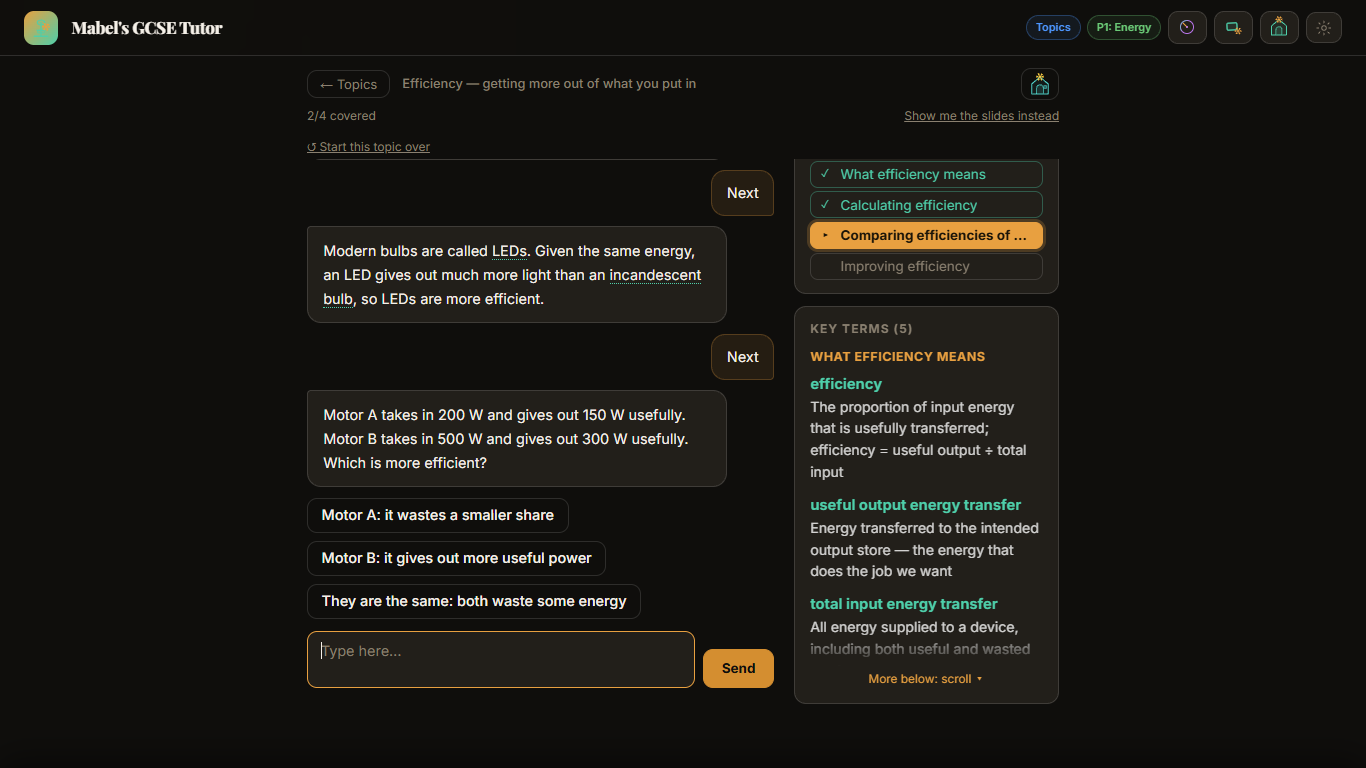 Mabel's GCSE Tutor
Topics
P1: Energy
← Topics
Efficiency — getting more out of what you put in
2/4 covered
Show me the slides instead
↺ Start this topic over
Next
Modern bulbs are called LEDs. Given the same energy,
an LED gives out much more light than an incandescent
bulb, so LEDs are more efficient.
Next
Motor A takes in 200 W and gives out 150 W usefully.
Motor B takes in 500 W and gives out 300 W usefully.
Which is more efficient?
Motor A: it wastes a smaller share
Motor B: it gives out more useful power
They are the same: both waste some energy
Type here...
Send
✓ What efficiency means
✓ Calculating efficiency
▸ Comparing efficiencies of ...
Improving efficiency
KEY TERMS (5)
WHAT EFFICIENCY MEANS
efficiency
The proportion of input energy
that is usefully transferred;
efficiency = useful output ÷ total
input
useful output energy transfer
Energy transferred to the intended
output store — the energy that
does the job we want
total input energy transfer
All energy supplied to a device,
including both useful and wasted
More below: scroll ▾